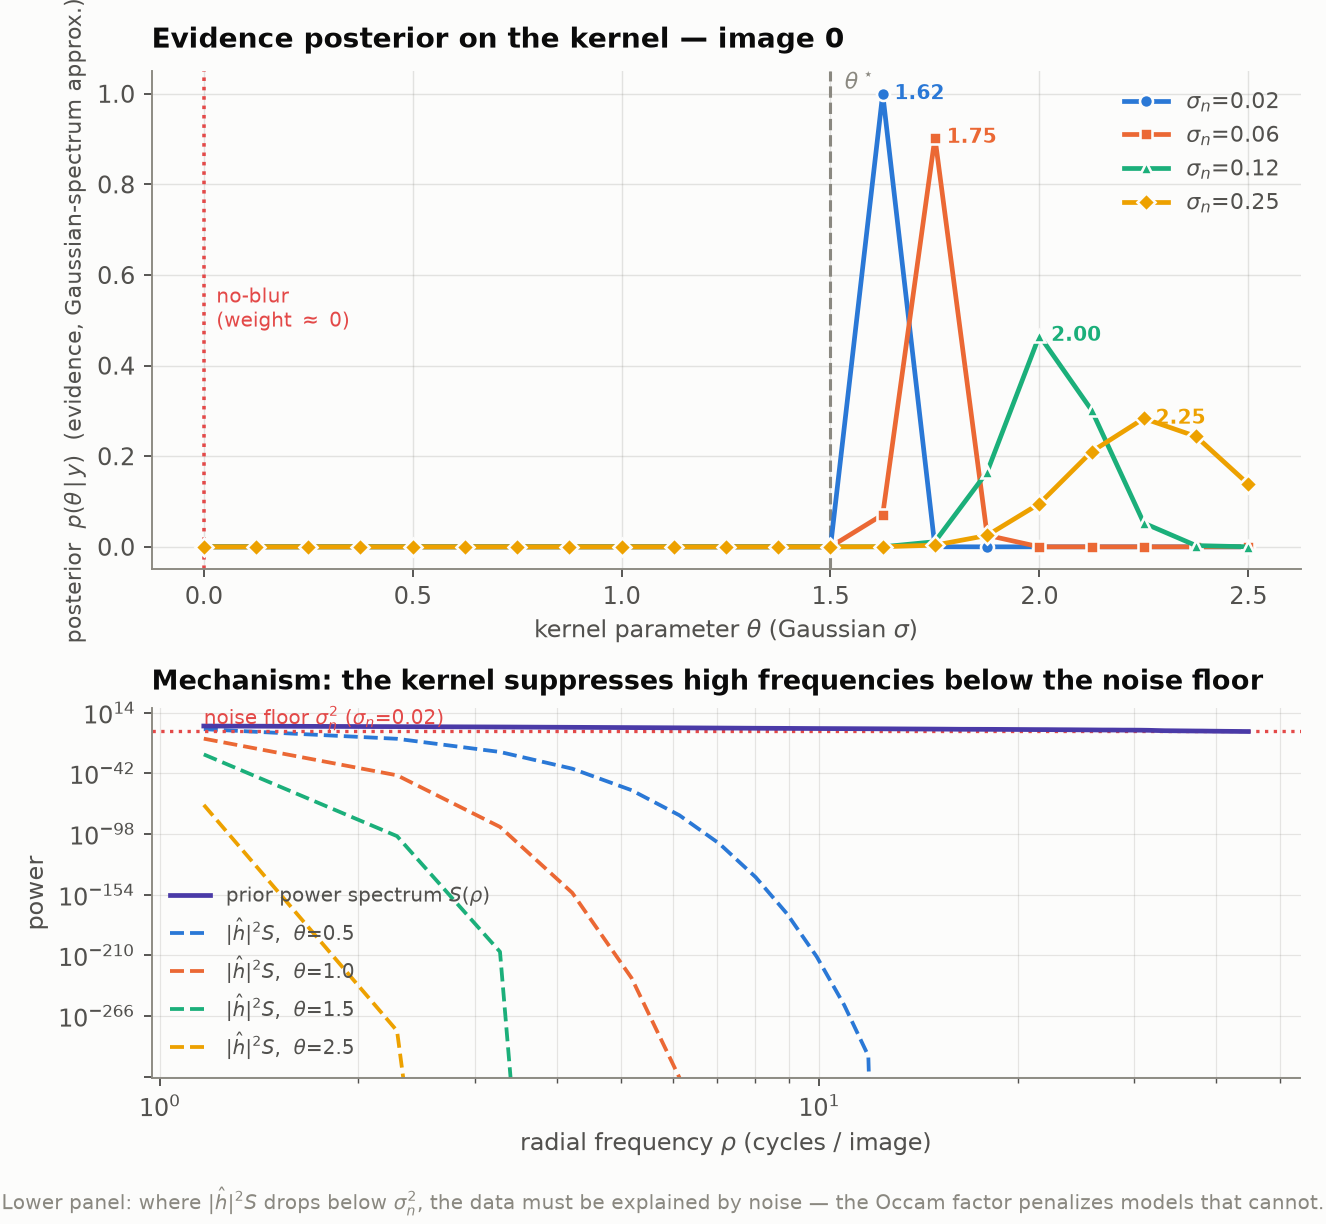 Evidence posterior on the kernel — image 0
posterior p(θ | y) (evidence, Gaussian-spectrum approx.)
1.0
0.8
0.6
0.4
0.2
0.0
θ⋆
1.62
1.75
2.00
2.25
no-blur
(weight ≈ 0)
σₙ=0.02
σₙ=0.06
σₙ=0.12
σₙ=0.25
0.0 0.5 1.0 1.5 2.0 2.5
kernel parameter θ (Gaussian σ)
Mechanism: the kernel suppresses high frequencies below the noise floor
power
10¹⁴
10⁻⁴²
10⁻⁹⁸
10⁻¹⁵⁴
10⁻²¹⁰
10⁻²⁶⁶
noise floor σₙ² (σₙ=0.02)
prior power spectrum S(ρ)
|ĥ|²S, θ=0.5
|ĥ|²S, θ=1.0
|ĥ|²S, θ=1.5
|ĥ|²S, θ=2.5
10⁰ 10¹
radial frequency ρ (cycles / image)
Lower panel: where |ĥ|²S drops below σₙ², the data must be explained by noise — the Occam factor penalizes models that cannot.